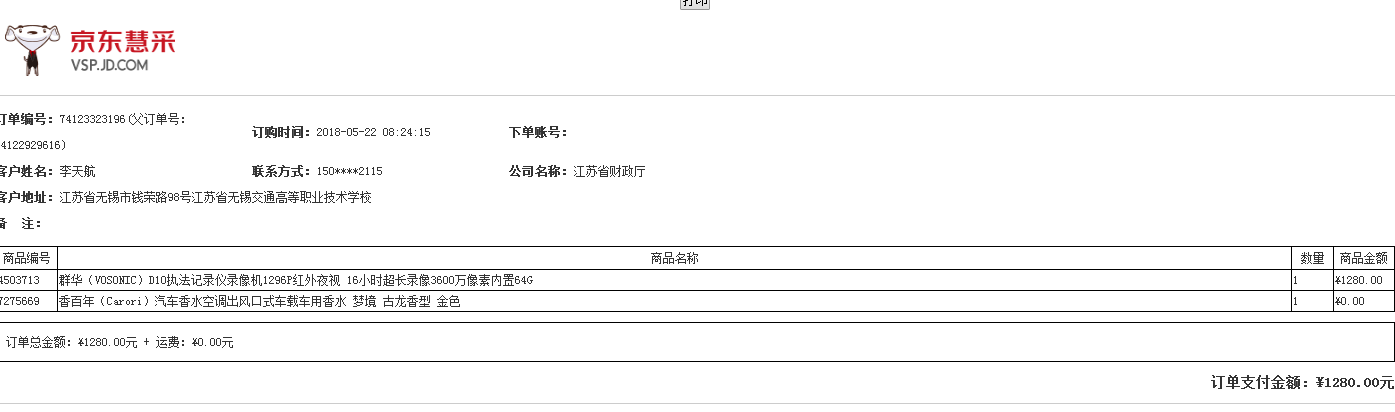 打印
京东慧采
VSP.JD.COM
订单编号：74123323196(父订单号：
4122929616)
订购时间：2018-05-22 08:24:15
下单账号：
客户姓名：李天航
联系方式：150****2115
公司名称：江苏省财政厅
客户地址：江苏省无锡市钱荣路98号江苏省无锡交通高等职业技术学校
备 注：
商品编号 商品名称 数量 商品金额
4503713 群华（VOSONIC）D10执法记录仪录像机1296P红外夜视 16小时超长录像3600万像素内置64G 1 ¥1280.00
7275669 香百年（Carori）汽车香水空调出风口式车载车用香水 梦境 古龙香型 金色 1 ¥0.00
订单总金额：¥1280.00元 + 运费：¥0.00元
订单支付金额：¥1280.00元